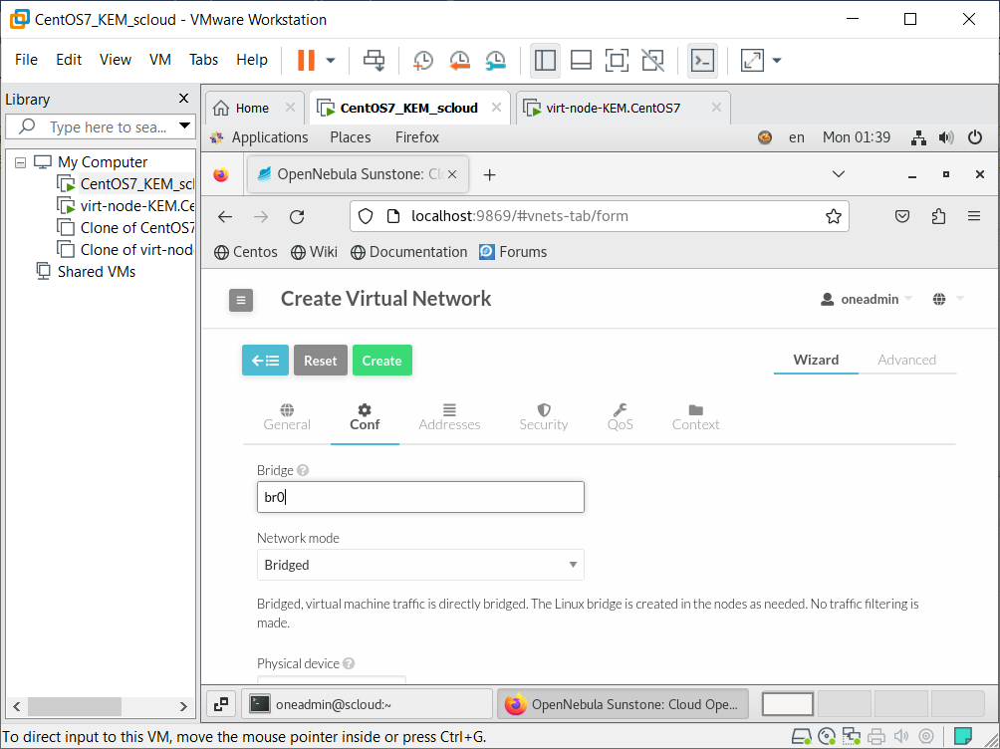 CentOS7_KEM_scloud - VMware Workstation
File Edit View VM Tabs Help
Library
Type here to sea...
My Computer
CentOS7_KEM_scl
virt-node-KEM.Ce
Clone of CentOS7
Clone of virt-nod
Shared VMs
Home CentOS7_KEM_scloud virt-node-KEM.CentOS7
Applications Places Firefox en Mon 01:39
OpenNebula Sunstone: Cl
localhost:9869/#vnets-tab/form
Centos Wiki Documentation Forums
Create Virtual Network oneadmin
Reset Create Wizard Advanced
General Conf Addresses Security QoS Context
Bridge
br0
Network mode
Bridged
Bridged, virtual machine traffic is directly bridged. The Linux bridge is created in the nodes as needed. No traffic filtering is
made.
Physical device
oneadmin@scloud:~ OpenNebula Sunstone: Cloud Ope...
To direct input to this VM, move the mouse pointer inside or press Ctrl+G.